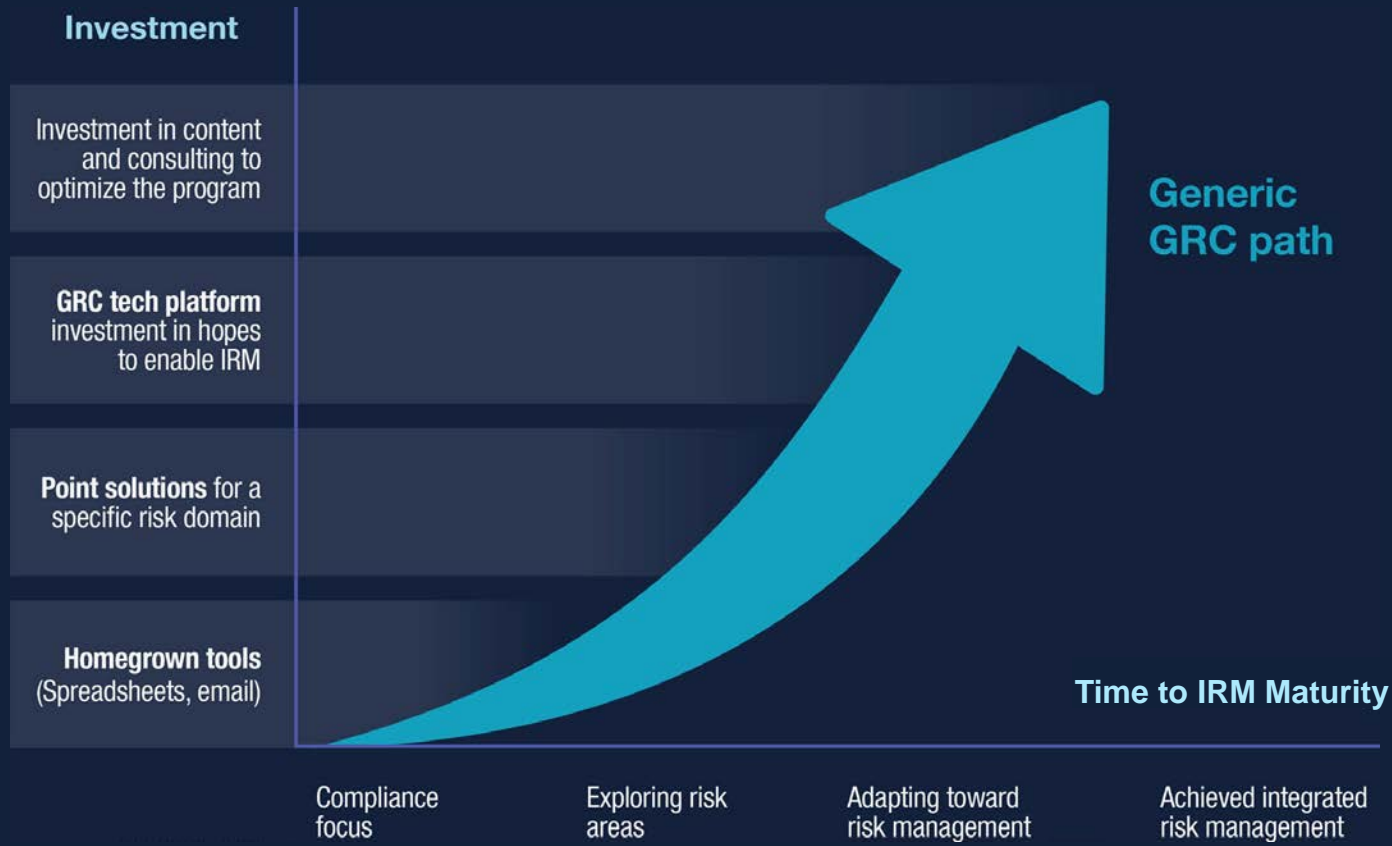 Investment
Investment in content
and consulting to
optimize the program
Generic
GRC path
GRC tech platform
investment in hopes
to enable IRM
Point solutions for a
specific risk domain
Homegrown tools
(Spreadsheets, email)
Time to IRM Maturity
Compliance
focus
Exploring risk
areas
Adapting toward
risk management
Achieved integrated
risk management